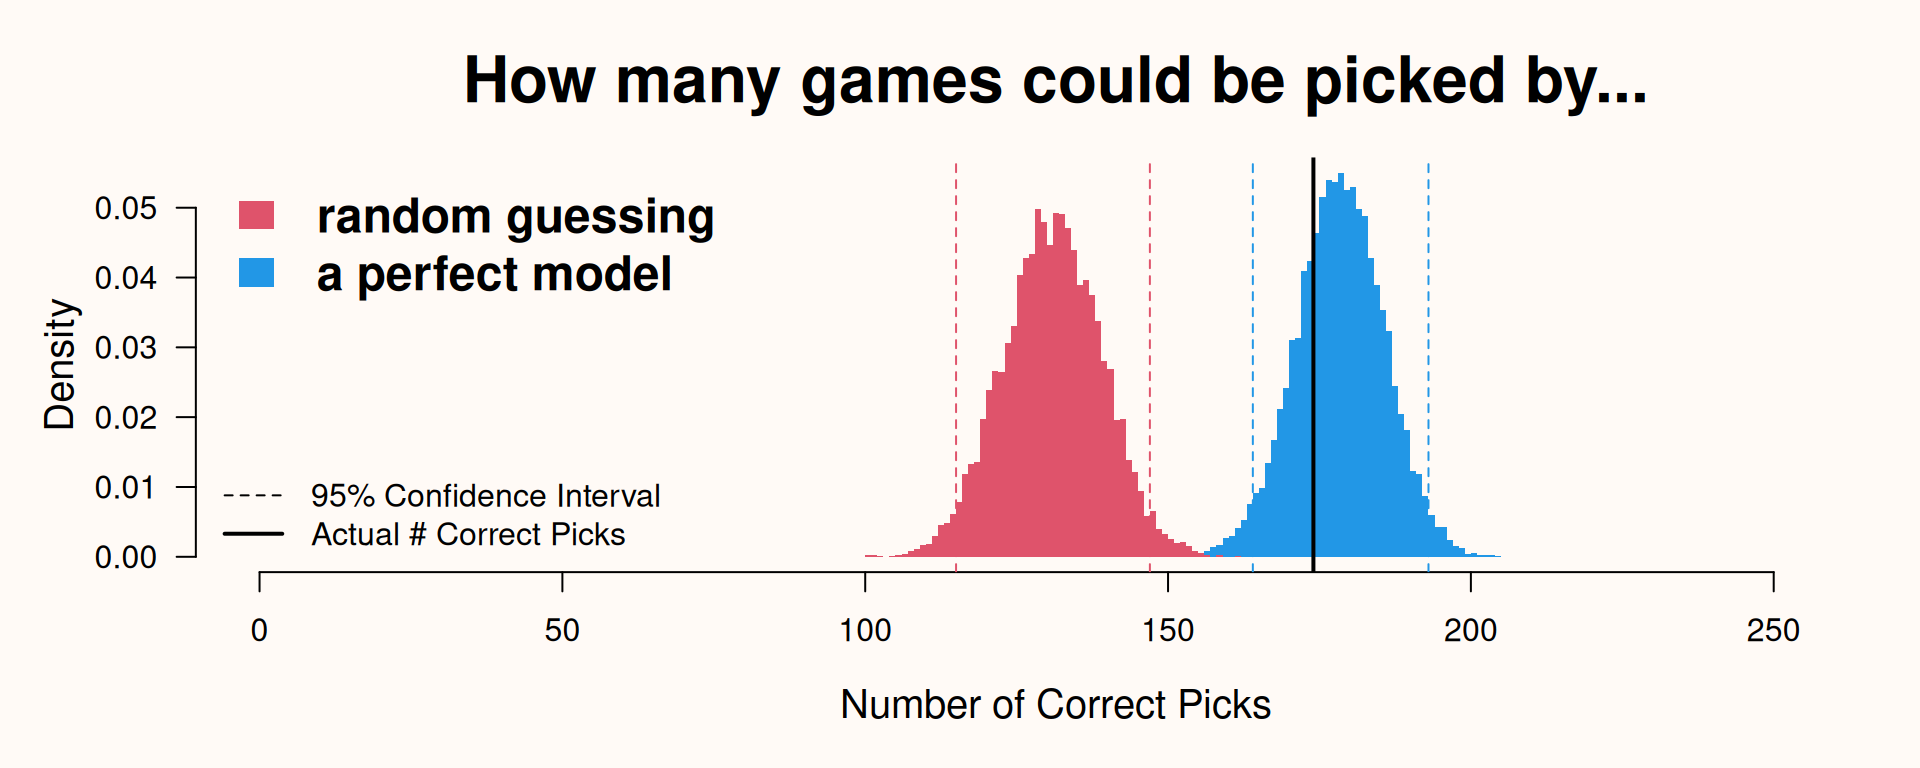 How many games could be picked by...
random guessing
a perfect model
95% Confidence Interval
Actual # Correct Picks
Density
0.05
0.04
0.03
0.02
0.01
0.00
0 50 100 150 200 250
Number of Correct Picks